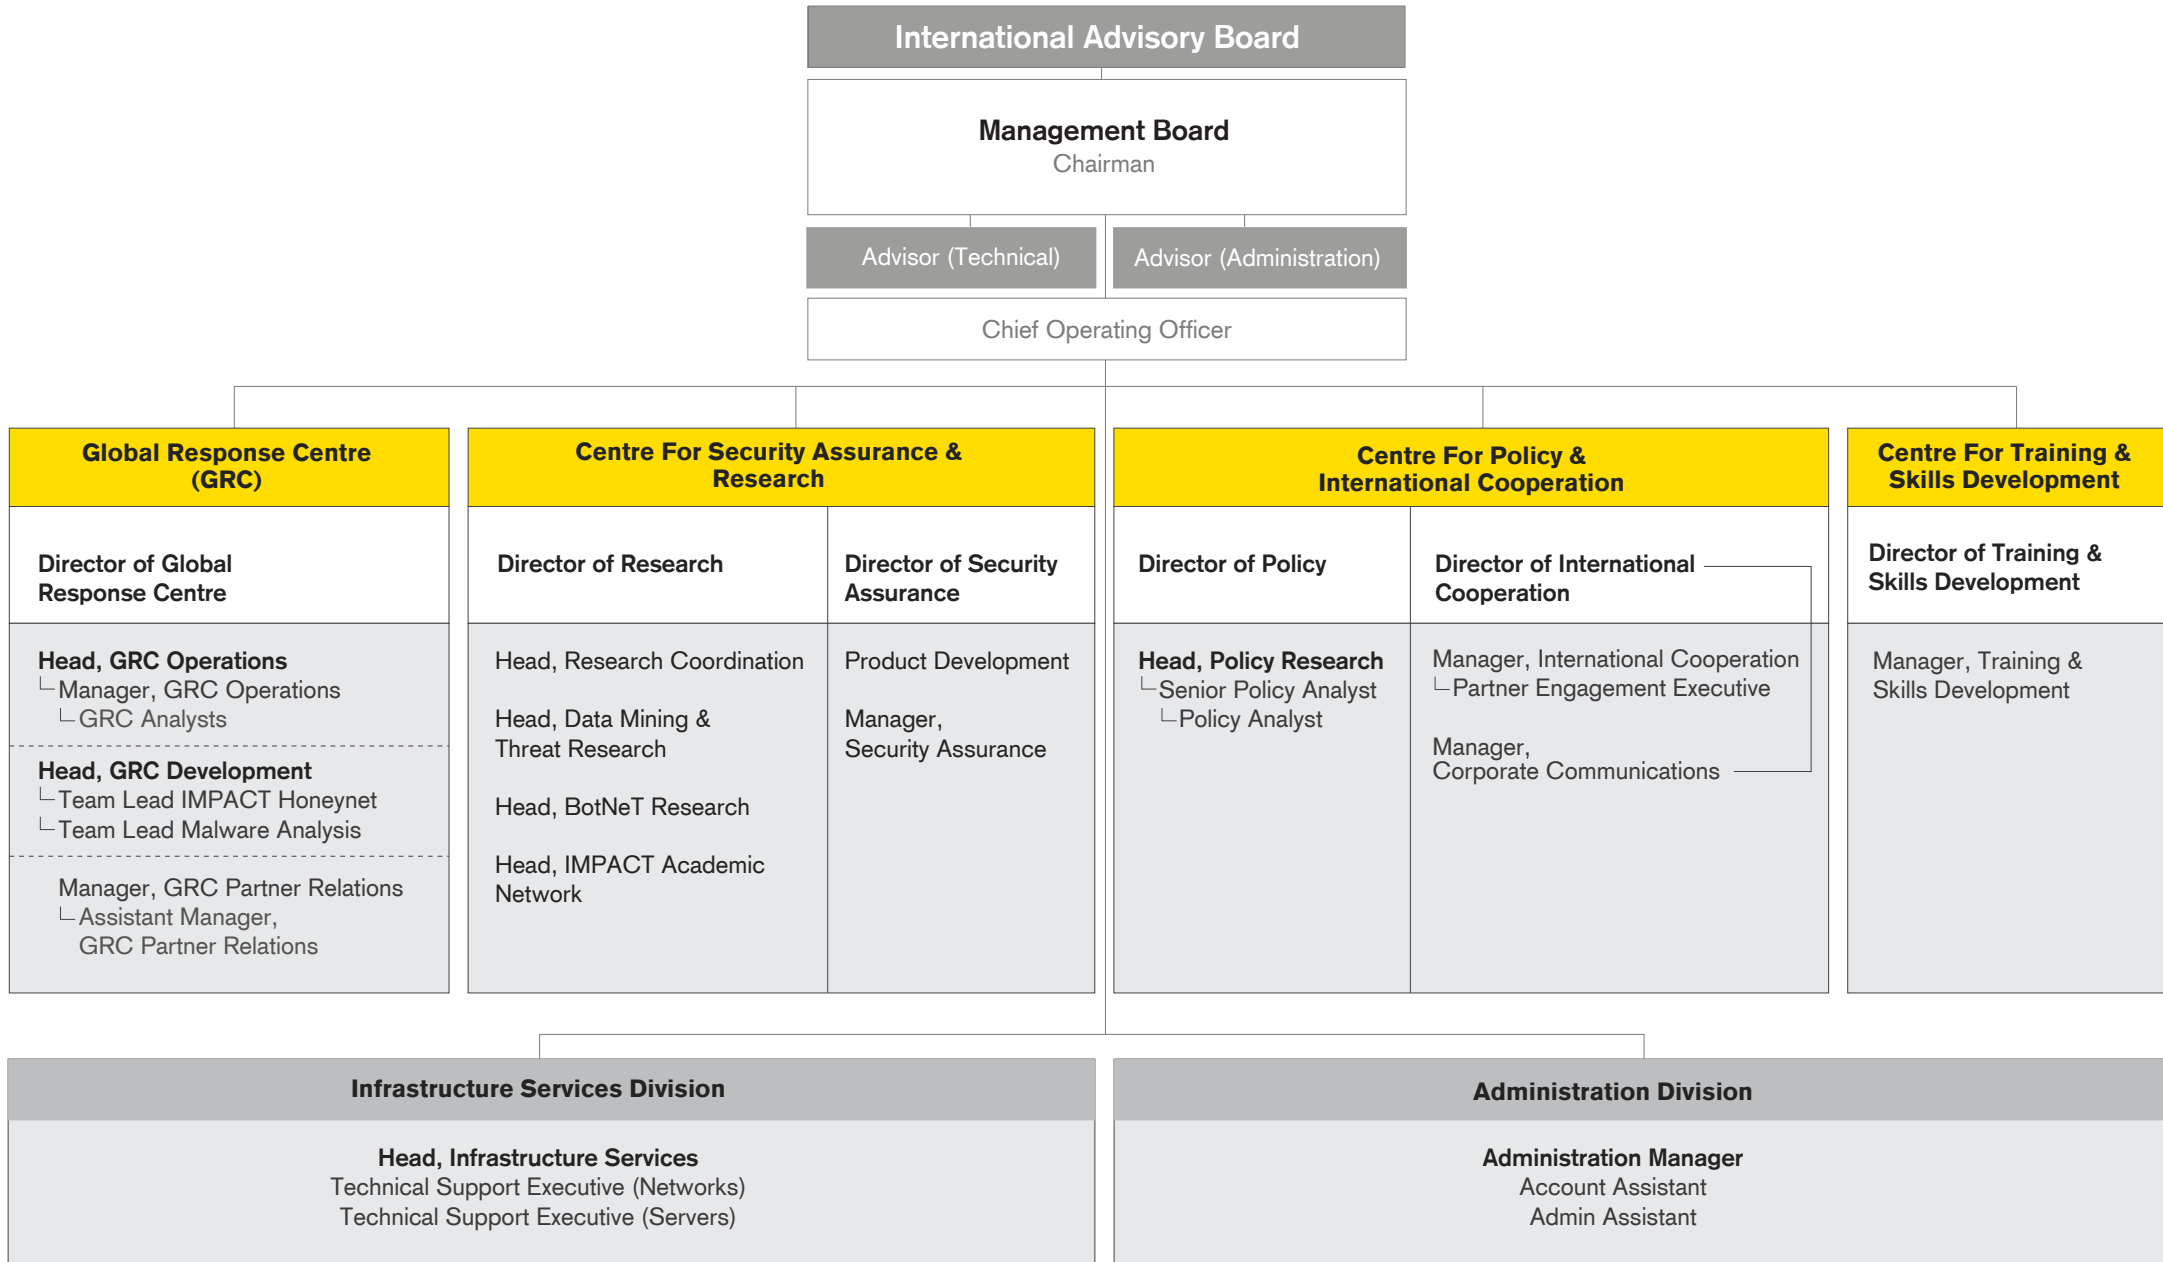 International Advisory Board
Management Board
Chairman
Advisor (Technical)
Advisor (Administration)
Chief Operating Officer
Global Response Centre
(GRC)
Director of Global
Response Centre
Head, GRC Operations
Manager, GRC Operations
GRC Analysts
Head, GRC Development
Team Lead IMPACT Honeynet
Team Lead Malware Analysis
Manager, GRC Partner Relations
Assistant Manager,
GRC Partner Relations
Centre For Security Assurance &
Research
Director of Research
Head, Research Coordination
Head, Data Mining &
Threat Research
Head, BotNeT Research
Head, IMPACT Academic
Network
Director of Security
Assurance
Product Development
Manager,
Security Assurance
Centre For Policy &
International Cooperation
Director of Policy
Head, Policy Research
Senior Policy Analyst
Policy Analyst
Director of International
Cooperation
Manager, International Cooperation
Partner Engagement Executive
Manager,
Corporate Communications
Centre For Training &
Skills Development
Director of Training &
Skills Development
Manager, Training &
Skills Development
Infrastructure Services Division
Head, Infrastructure Services
Technical Support Executive (Networks)
Technical Support Executive (Servers)
Administration Division
Administration Manager
Account Assistant
Admin Assistant